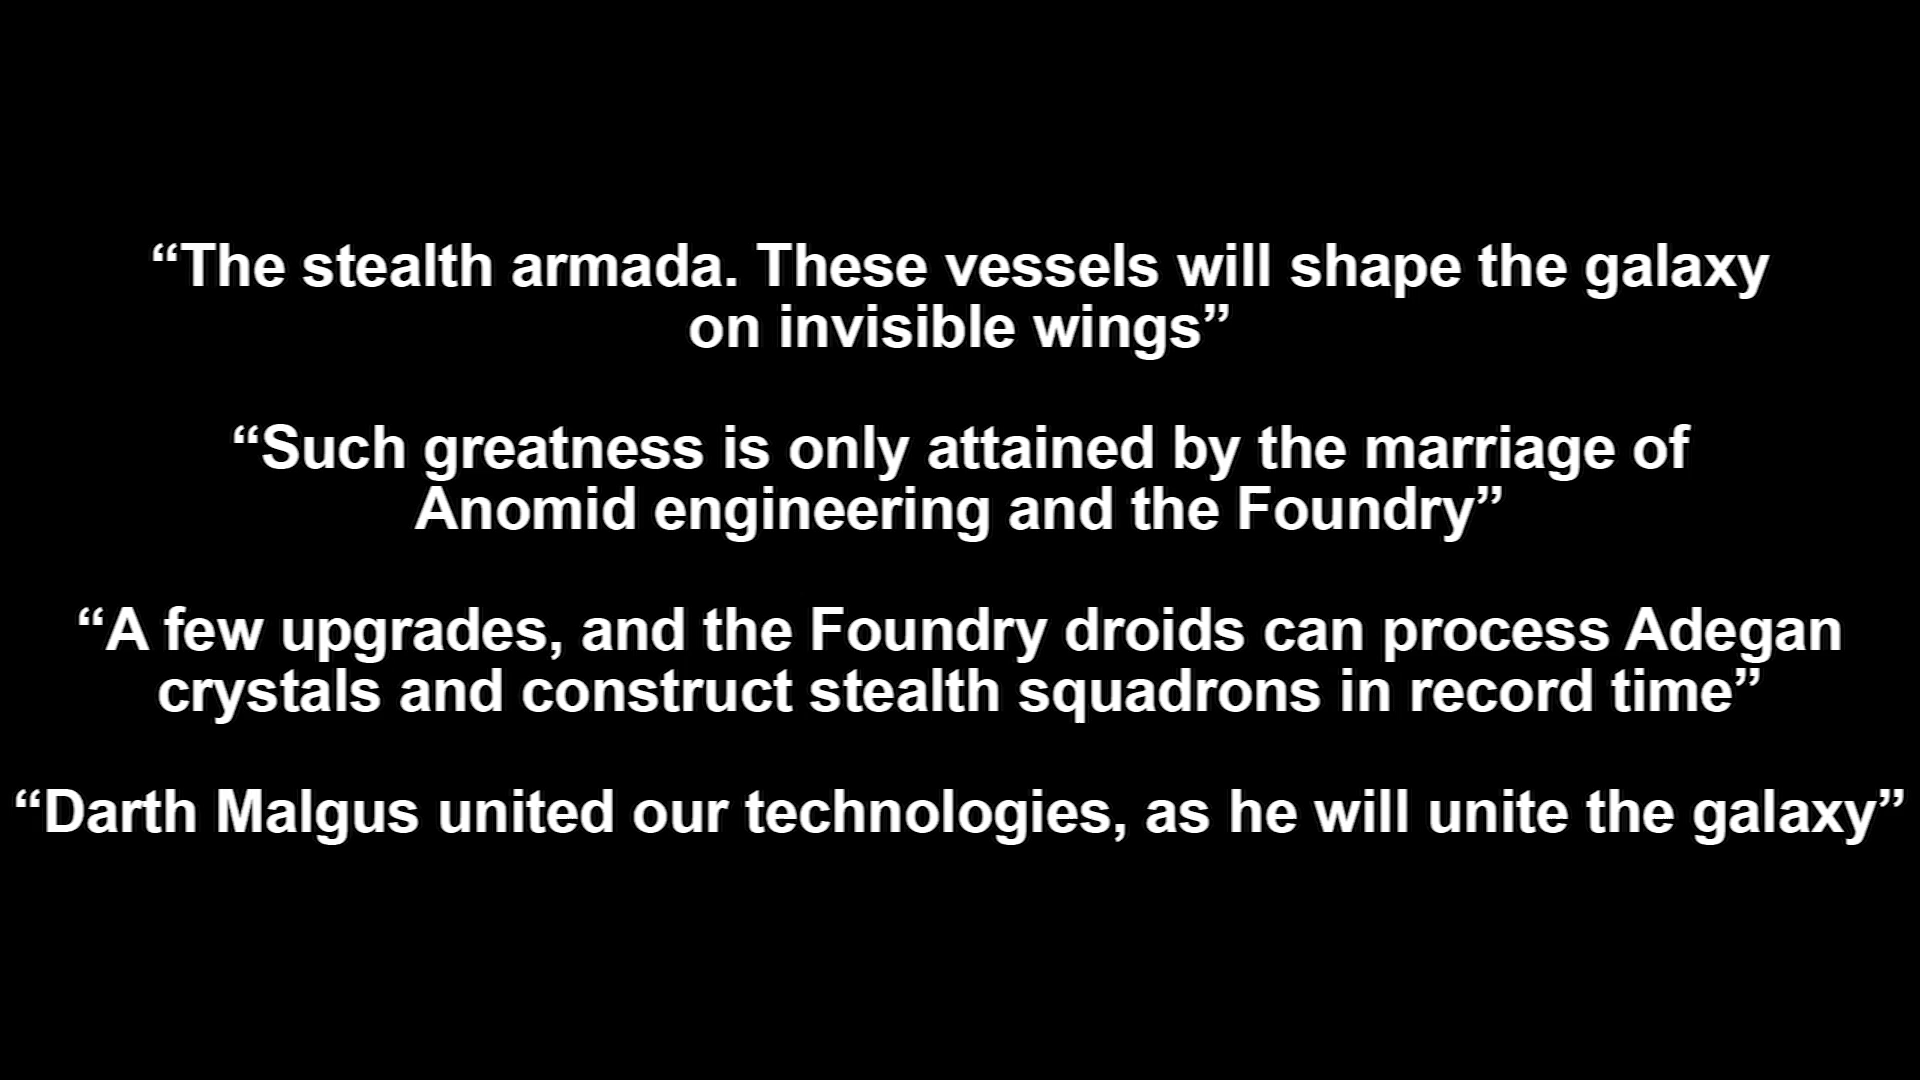 “The stealth armada. These vessels will shape the galaxy
on invisible wings”
“Such greatness is only attained by the marriage of
Anomid engineering and the Foundry”
“A few upgrades, and the Foundry droids can process Adegan
crystals and construct stealth squadrons in record time”
“Darth Malgus united our technologies, as he will unite the galaxy”